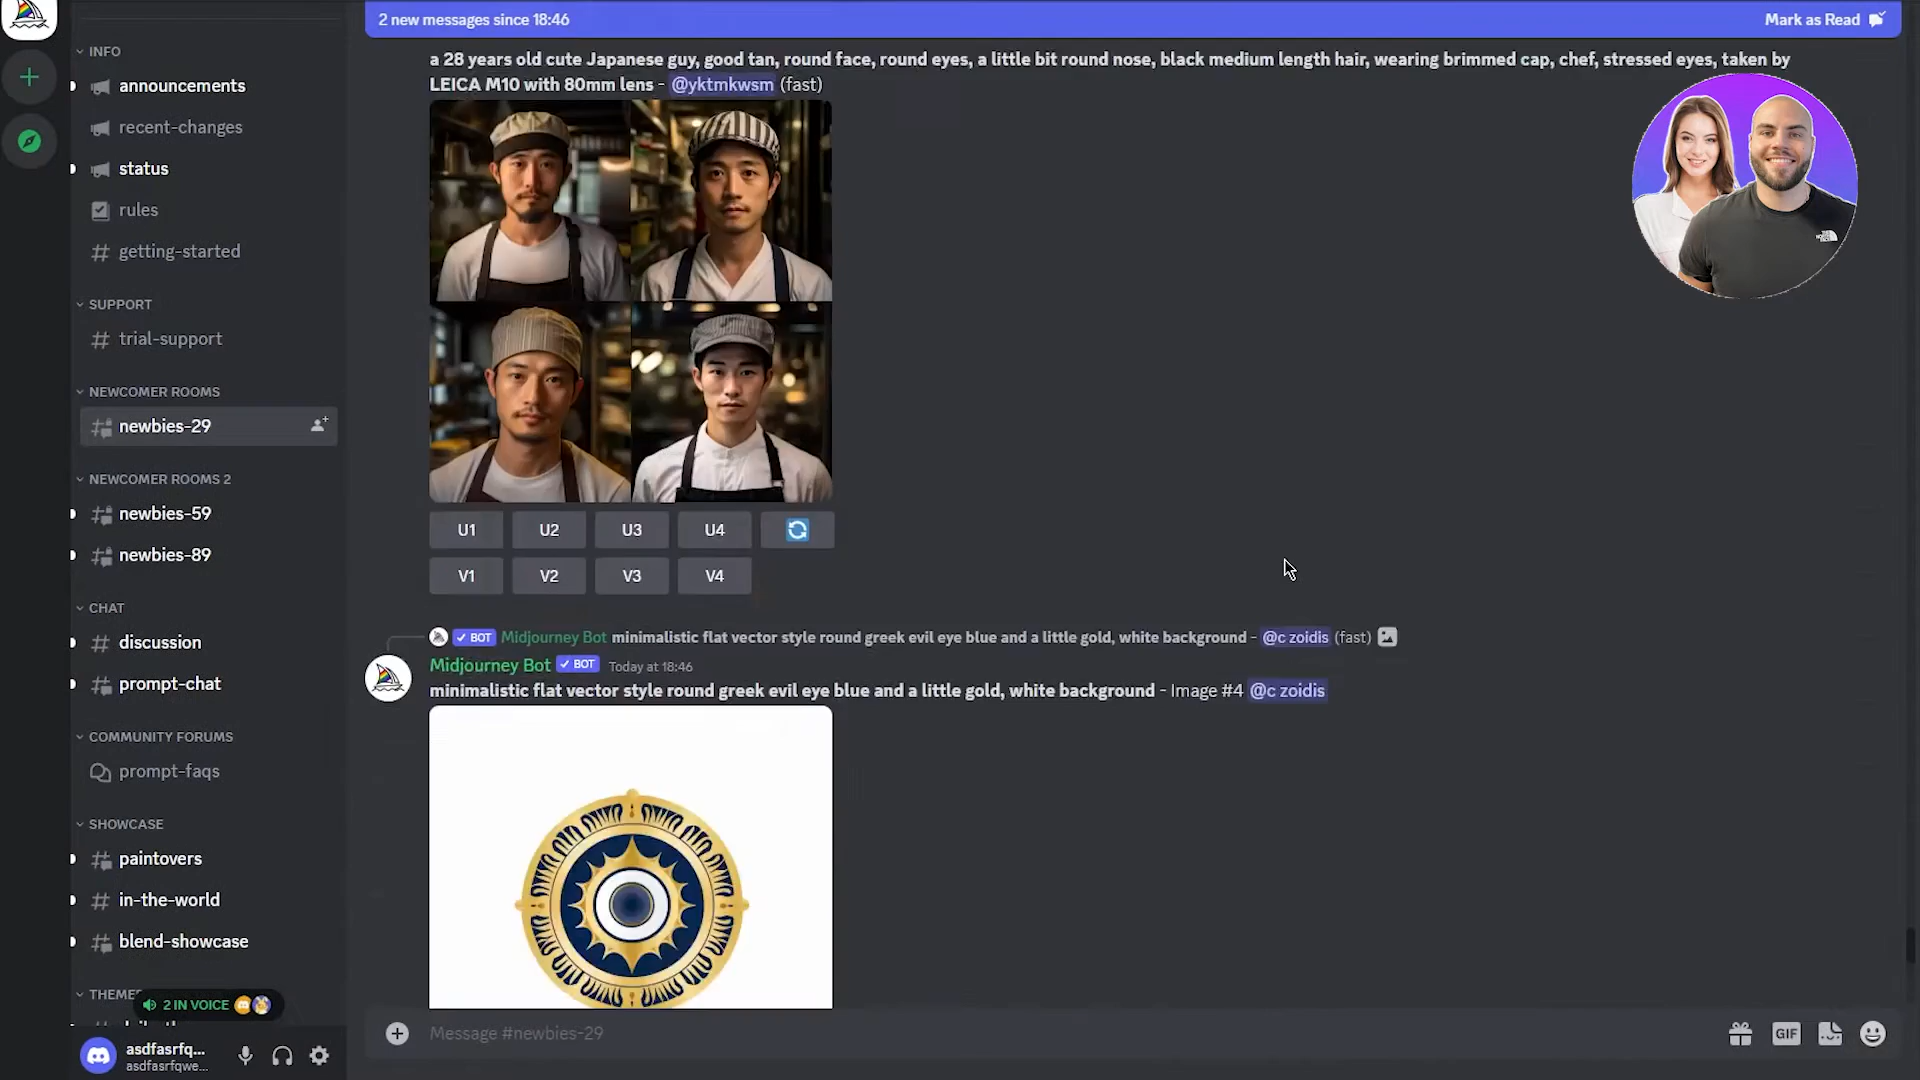 2 new messages since 18:46
Mark as Read
INFO
announcements
recent-changes
status
rules
getting-started
SUPPORT
trial-support
NEWCOMER ROOMS
newbies-29
NEWCOMER ROOMS 2
newbies-59
newbies-89
CHAT
discussion
prompt-chat
COMMUNITY FORUMS
prompt-faqs
SHOWCASE
paintovers
in-the-world
blend-showcase
THEME
2 IN VOICE
asdfasrfq...
asdfasrfqwe...
a 28 years old cute Japanese guy, good tan, round face, round eyes, a little bit round nose, black medium length hair, wearing brimmed cap, chef, stressed eyes, taken by
LEICA M10 with 80mm lens - @yktmkwsm (fast)
U1 U2 U3 U4
V1 V2 V3 V4
BOT Midjourney Bot minimalistic flat vector style round greek evil eye blue and a little gold, white background - @c zoidis (fast)
Midjourney Bot BOT Today at 18:46
minimalistic flat vector style round greek evil eye blue and a little gold, white background - Image #4 @c zoidis
Message #newbies-29
GIF